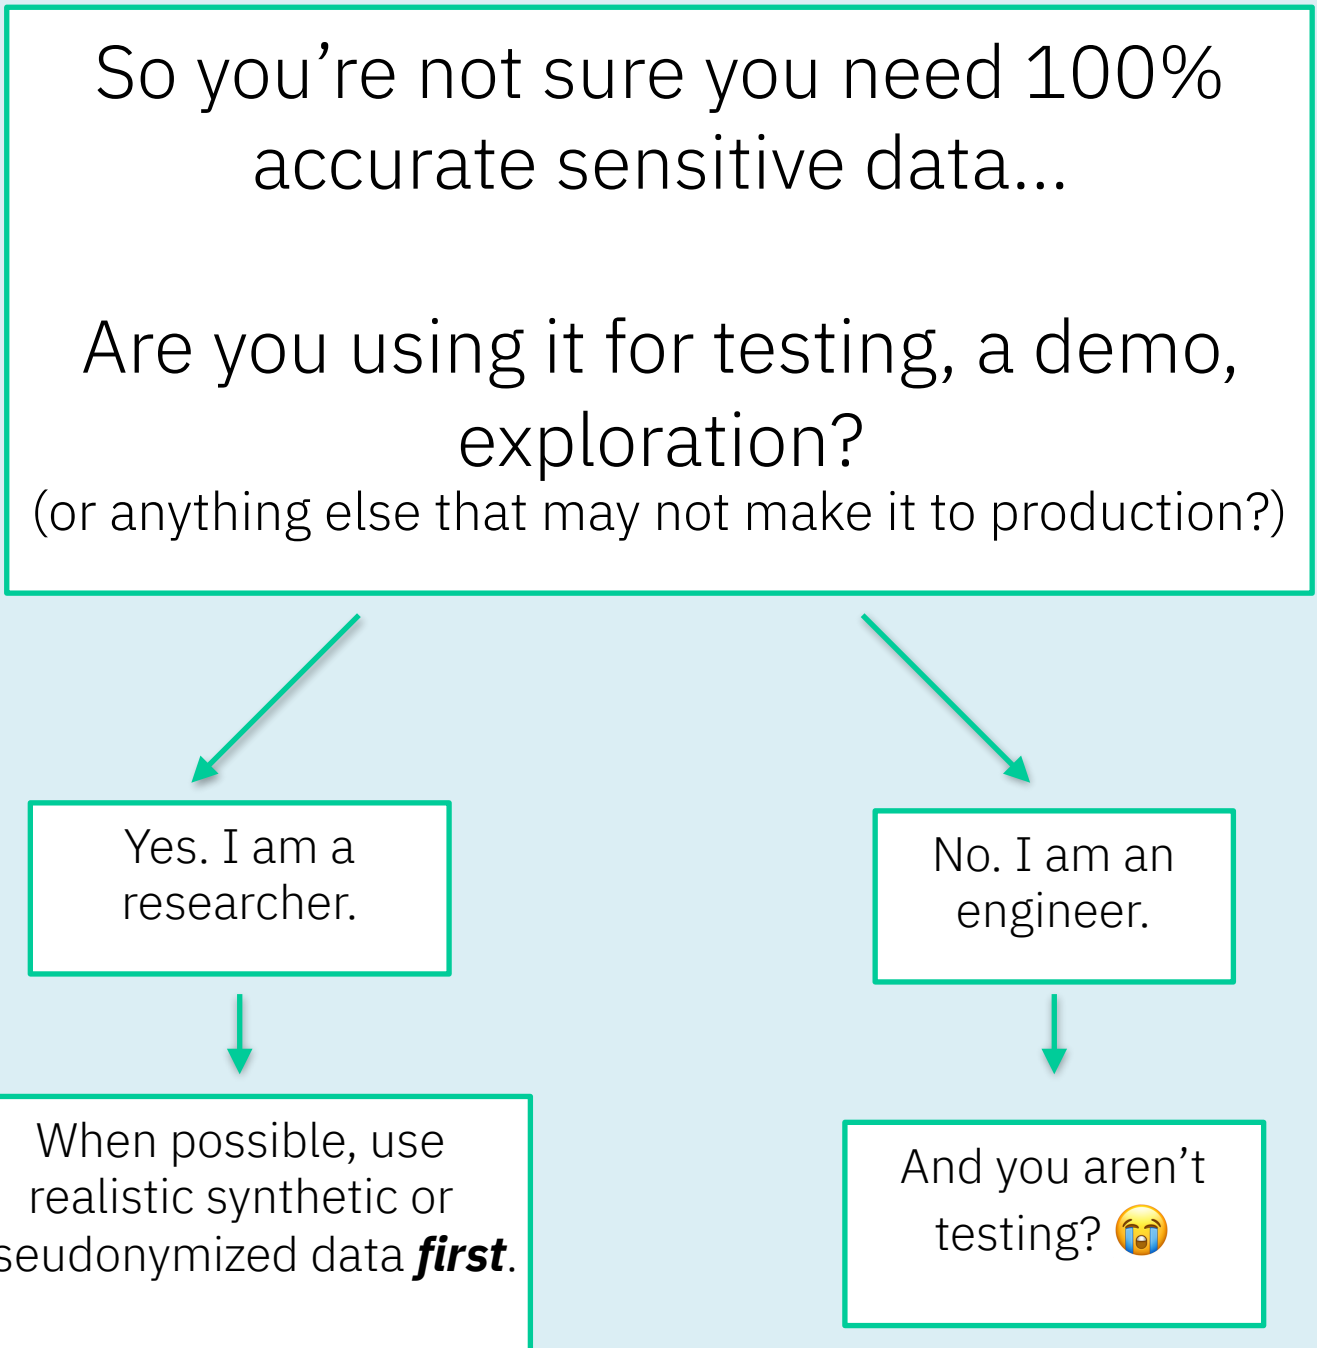 So you’re not sure you need 100%
accurate sensitive data…
Are you using it for testing, a demo,
exploration?
(or anything else that may not make it to production?)
Yes. I am a
researcher.
No. I am an
engineer.
When possible, use
realistic synthetic or
seudonymized data first.
And you aren’t
testing? 😭